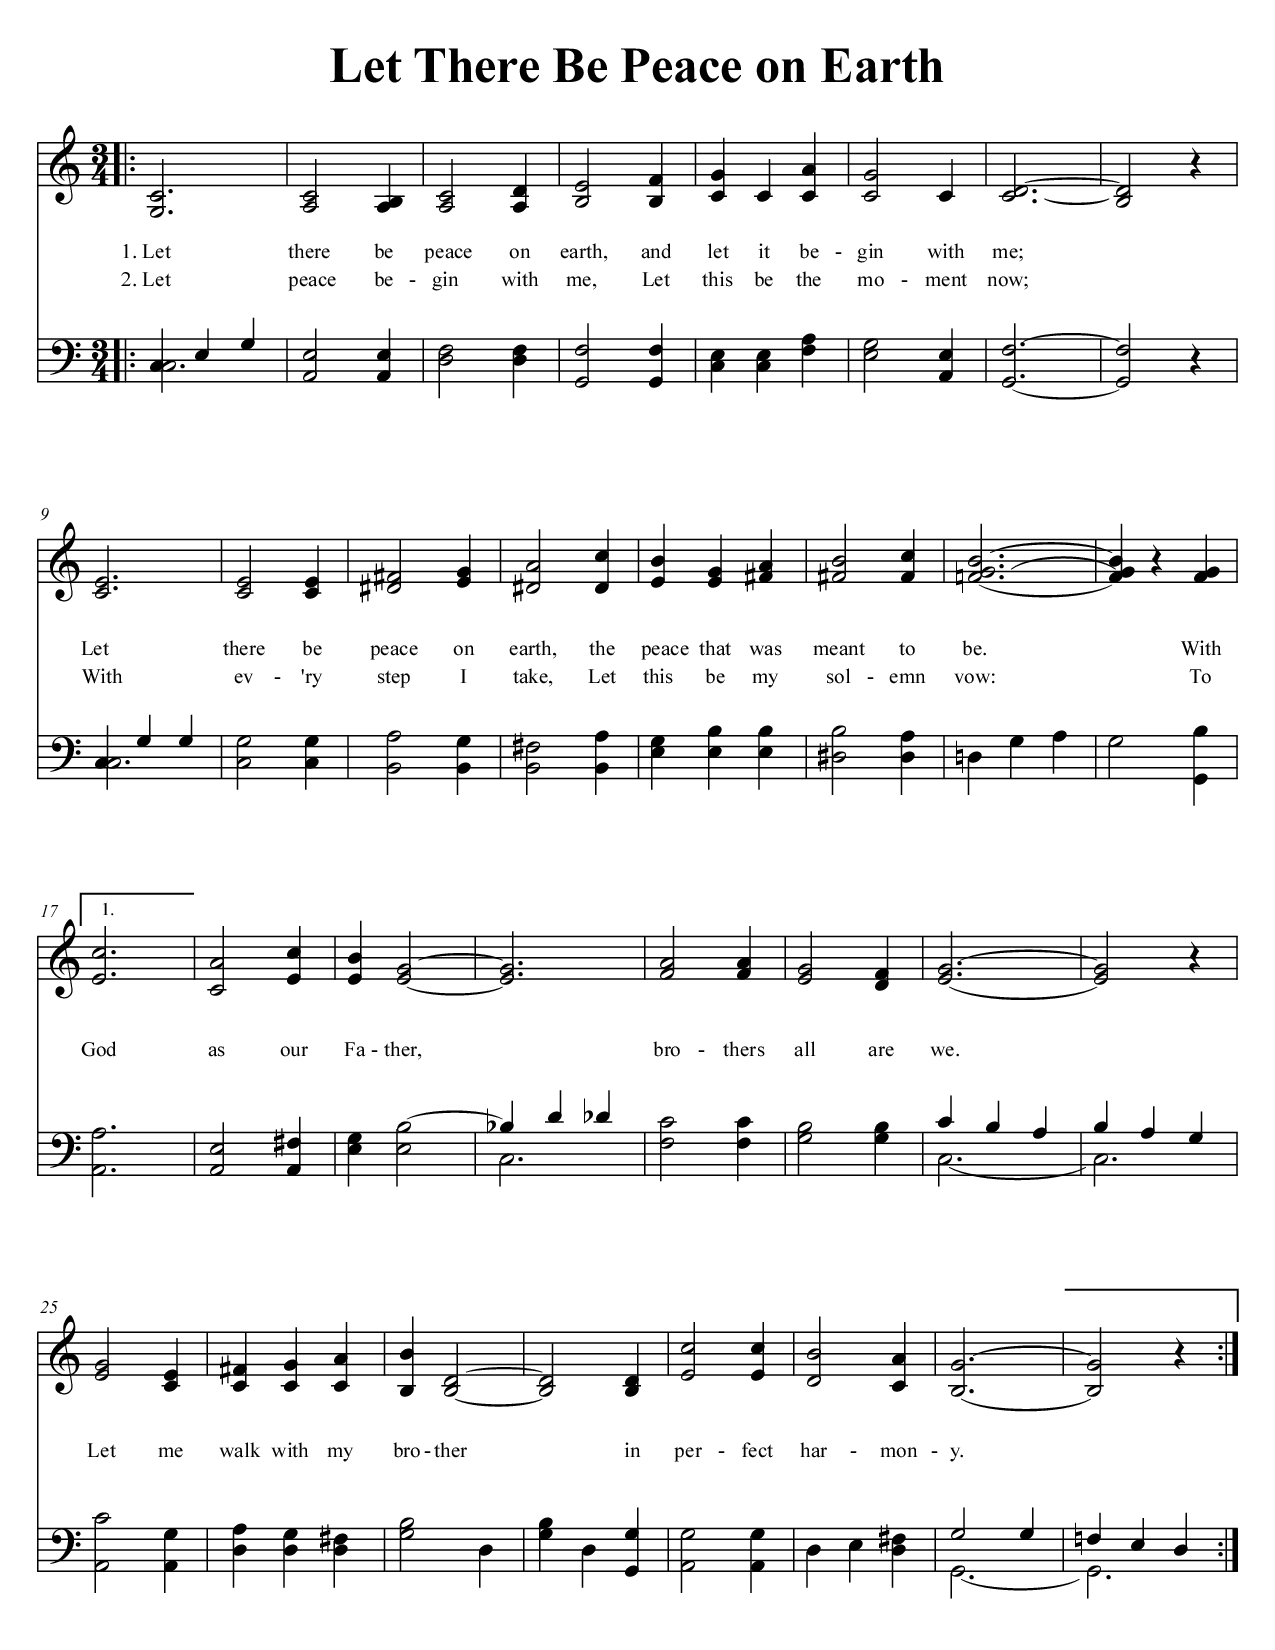 Let There Be Peace on Earth
3
4
1. Let there be peace on earth, and let it be - gin with me;
2. Let peace be - gin with me, Let this be the mo - ment now;
3
4
9
Let there be peace on earth, the peace that was meant to be. With
With ev - 'ry step I take, Let this be my sol - emn vow: To
17
1.
God as our Fa - ther, bro - thers all are we.
25
Let me walk with my bro - ther in per - fect har - mon - y.